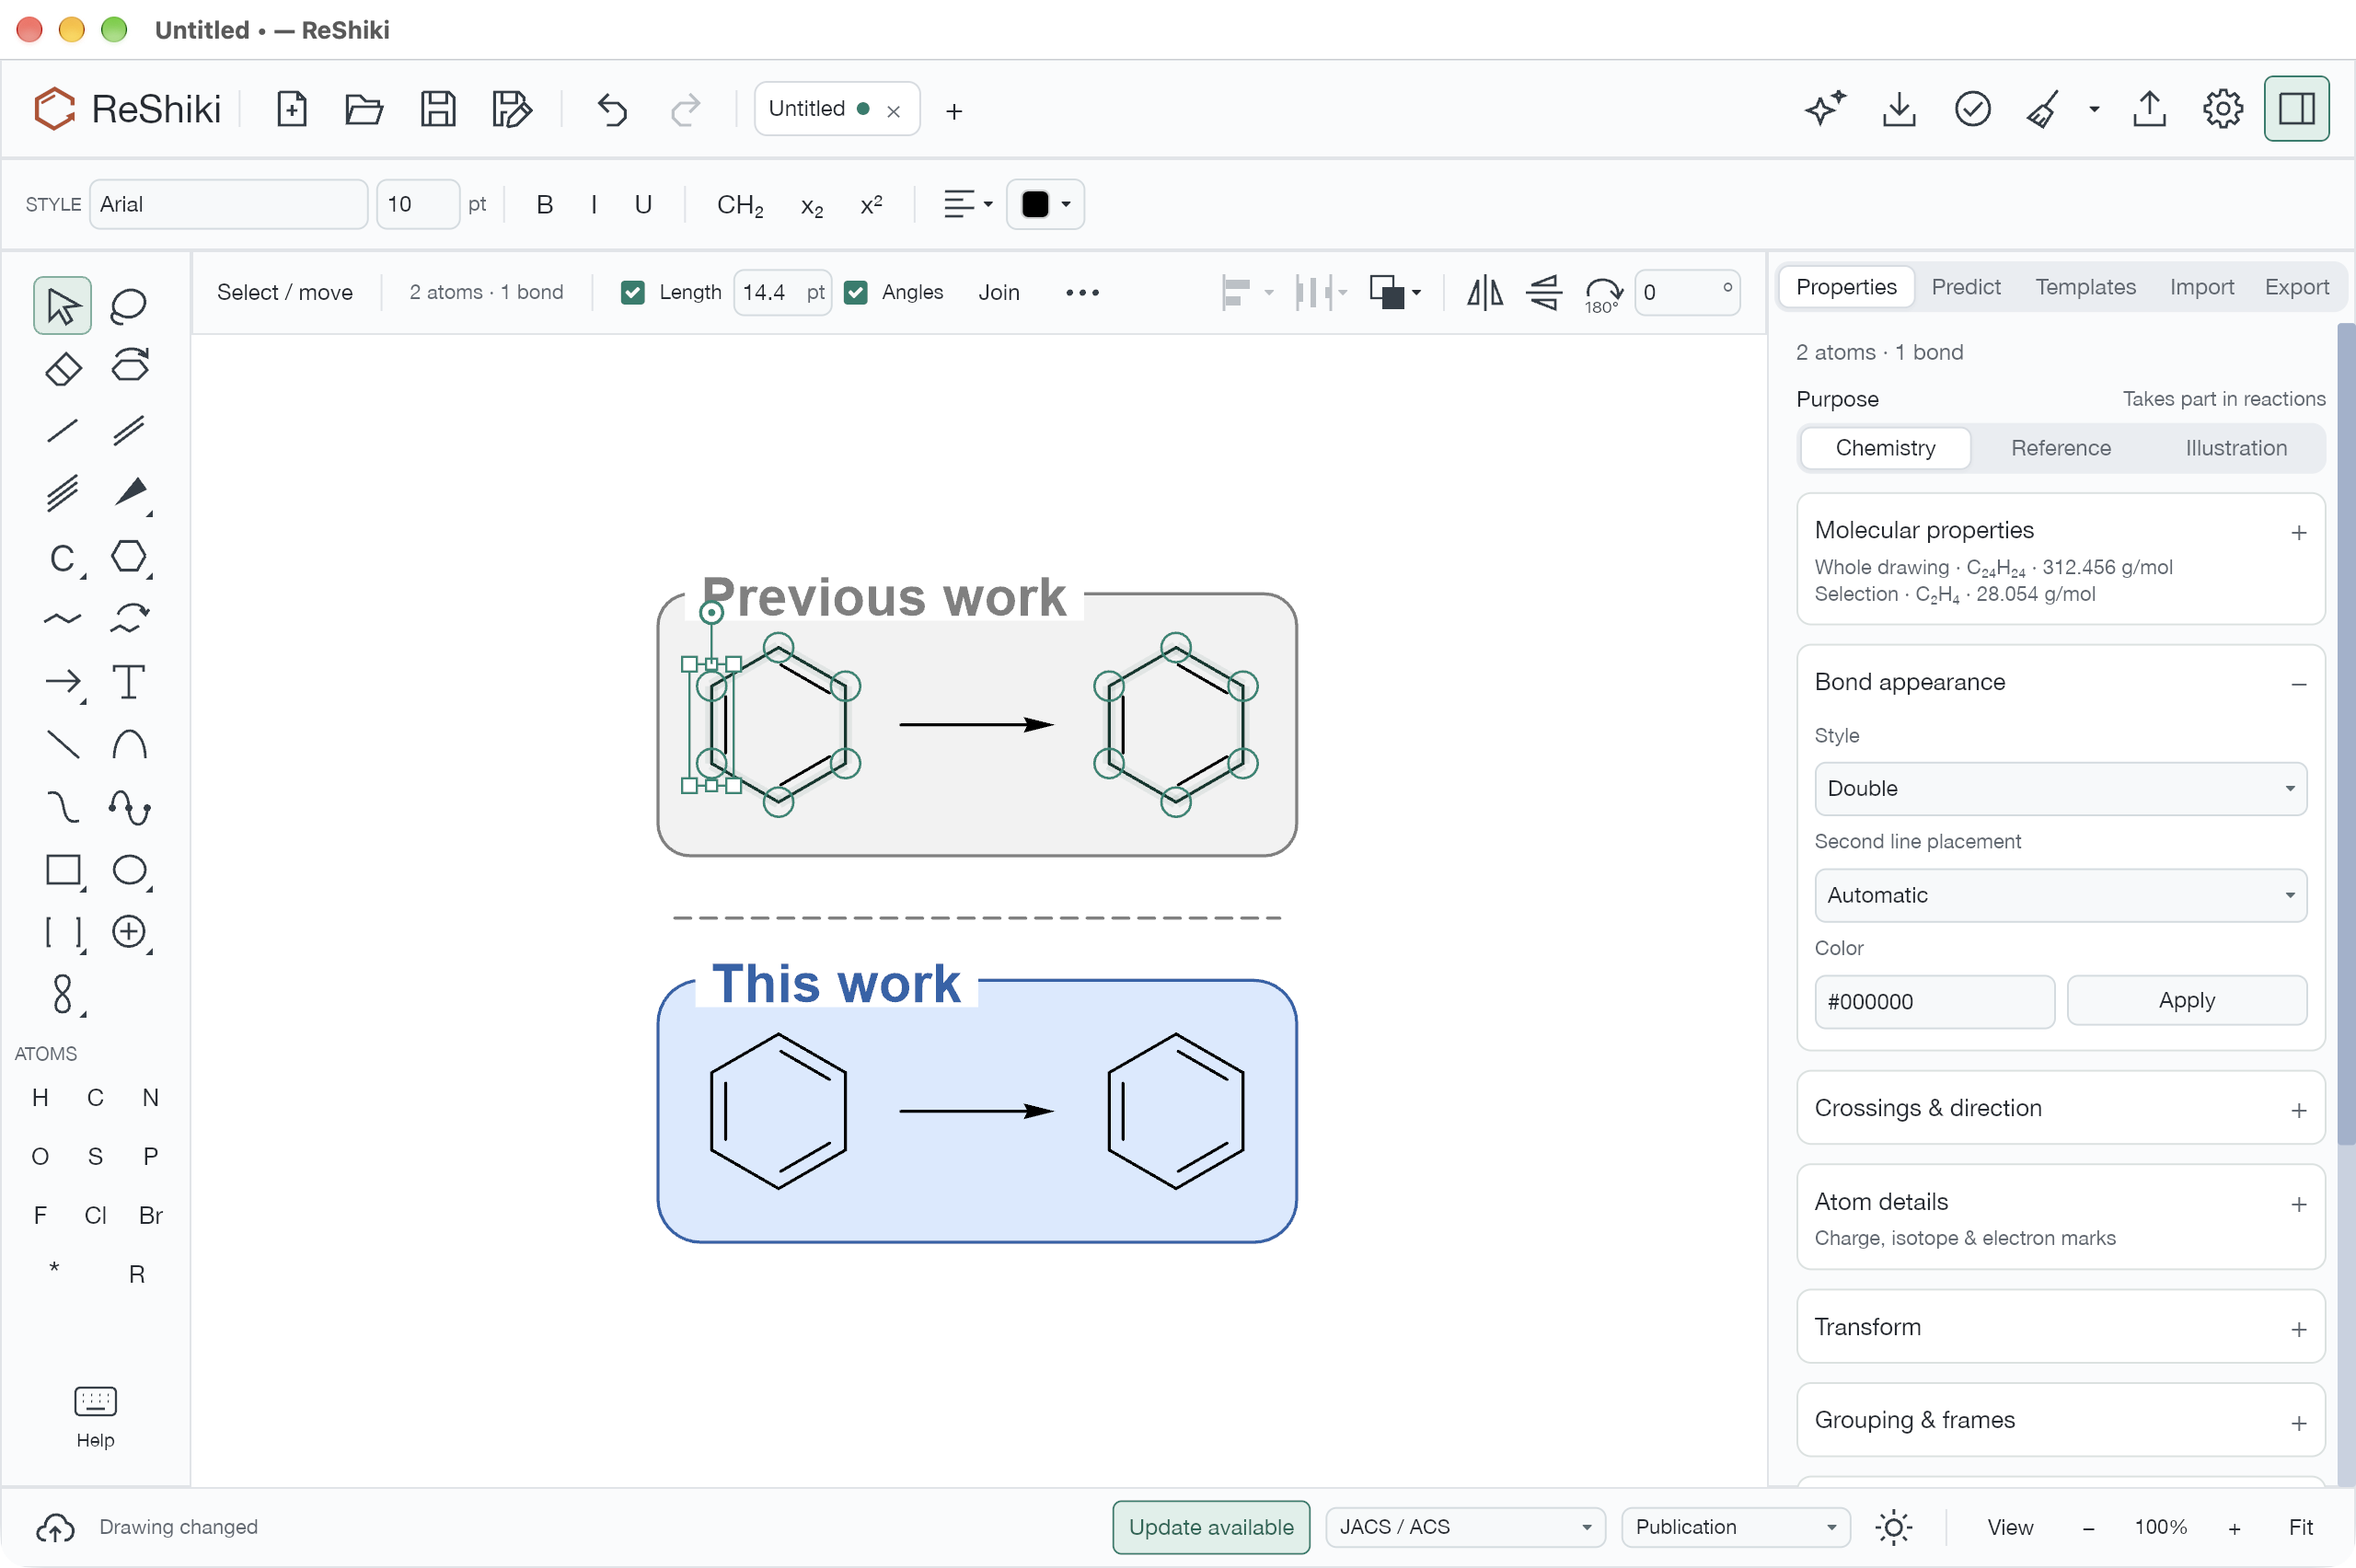 Untitled • — ReShiki
ReShiki
Untitled
STYLE Arial 10 pt B I U CH₂ x₂ x²
Select / move 2 atoms · 1 bond Length 14.4 pt Angles Join 180° 0 °
Properties Predict Templates Import Export
2 atoms · 1 bond
Purpose Takes part in reactions
Chemistry Reference Illustration
Molecular properties
Whole drawing · C₂₄H₂₄ · 312.456 g/mol
Selection · C₂H₄ · 28.054 g/mol
Bond appearance
Style
Double
Second line placement
Automatic
Color
#000000 Apply
Crossings & direction
Atom details
Charge, isotope & electron marks
Transform
Grouping & frames
C
T
[ ]
ATOMS
H C N
O S P
F Cl Br
* R
Help
Previous work
This work
Drawing changed
Update available JACS / ACS Publication View − 100% + Fit